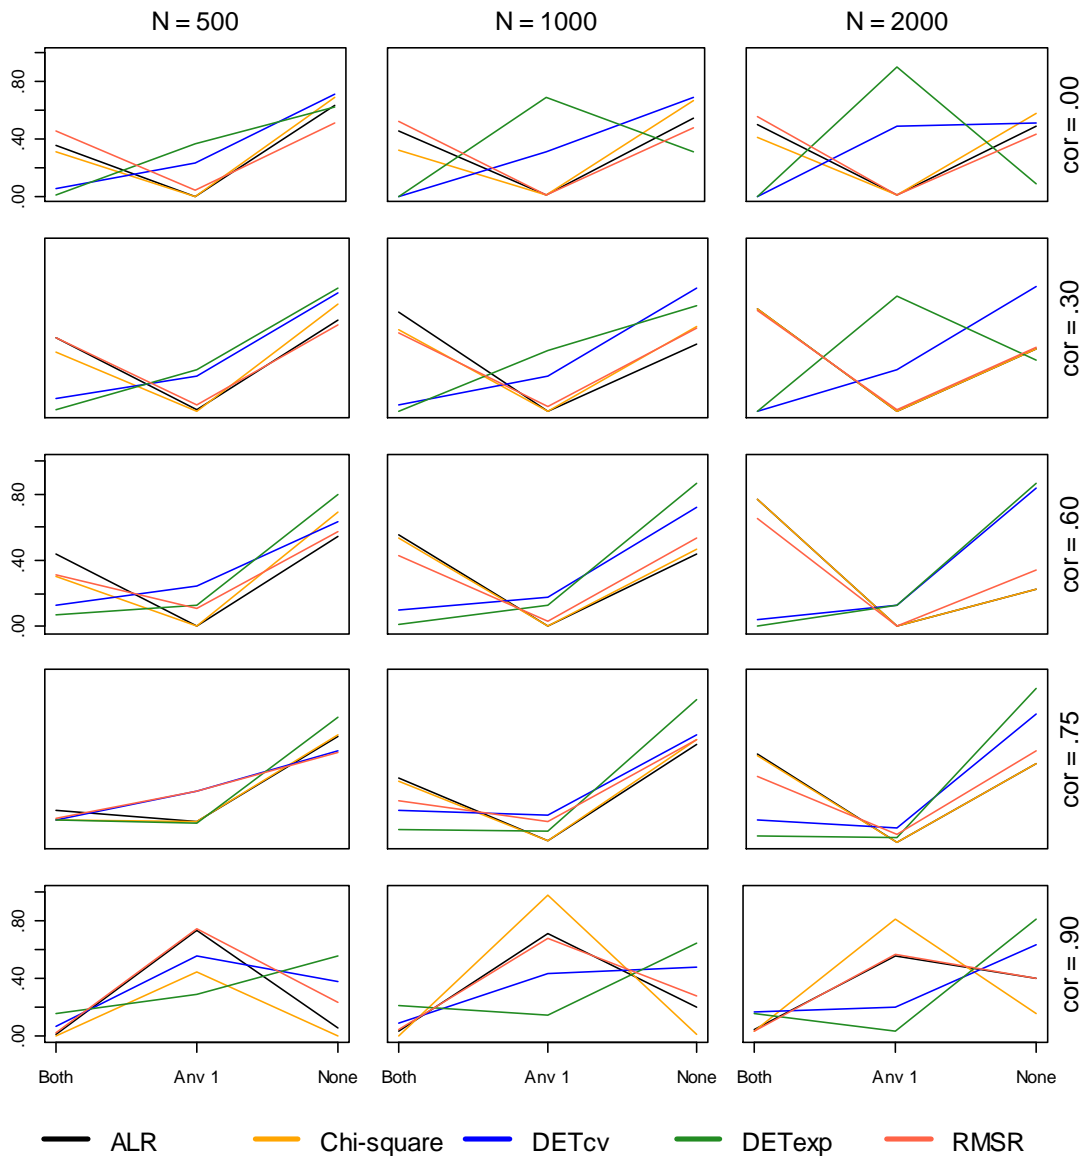 N = 500 N = 1000 N = 2000
.00 .40 .80
cor = .00
cor = .30
.00 .40 .80
cor = .60
cor = .75
.00 .40 .80
cor = .90
Both Anv 1 None Both Anv 1 None Both Anv 1 None
ALR Chi-square DETcv DETexp RMSR